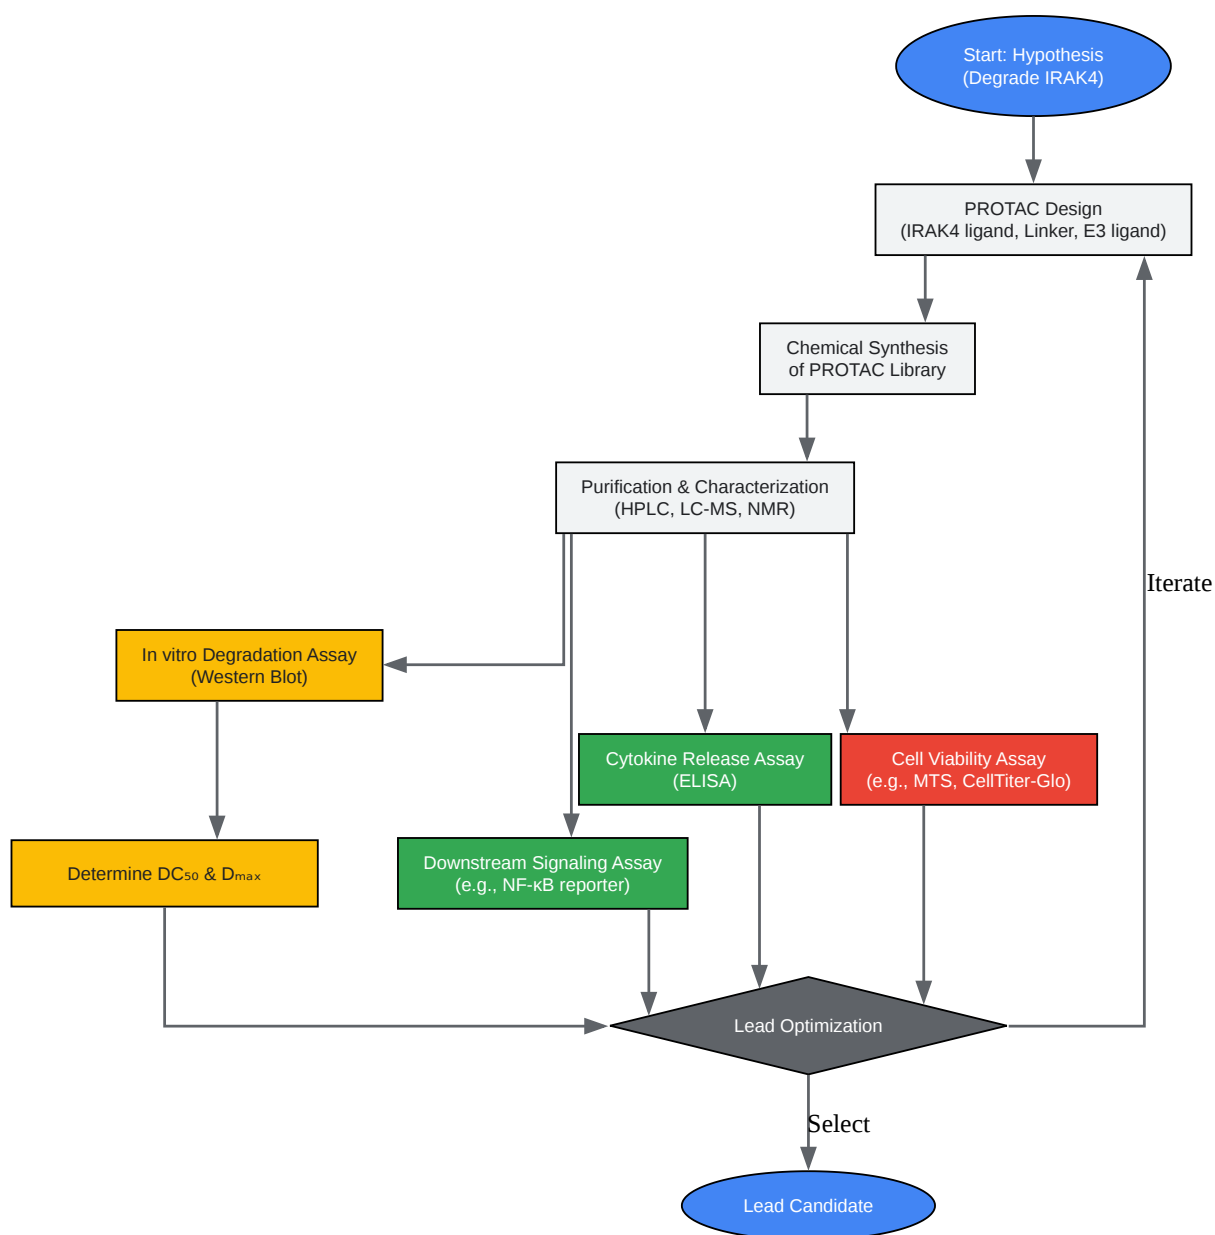 Start: Hypothesis
(Degrade IRAK4)
PROTAC Design
(IRAK4 ligand, Linker, E3 ligand)
Chemical Synthesis
of PROTAC Library
Purification & Characterization
(HPLC, LC-MS, NMR)
Iterate
In vitro Degradation Assay
(Western Blot)
Cytokine Release Assay
(ELISA)
Cell Viability Assay
(e.g., MTS, CellTiter-Glo)
Determine DC₅₀ & Dₘₐₓ
Downstream Signaling Assay
(e.g., NF-κB reporter)
Lead Optimization
Select
Lead Candidate